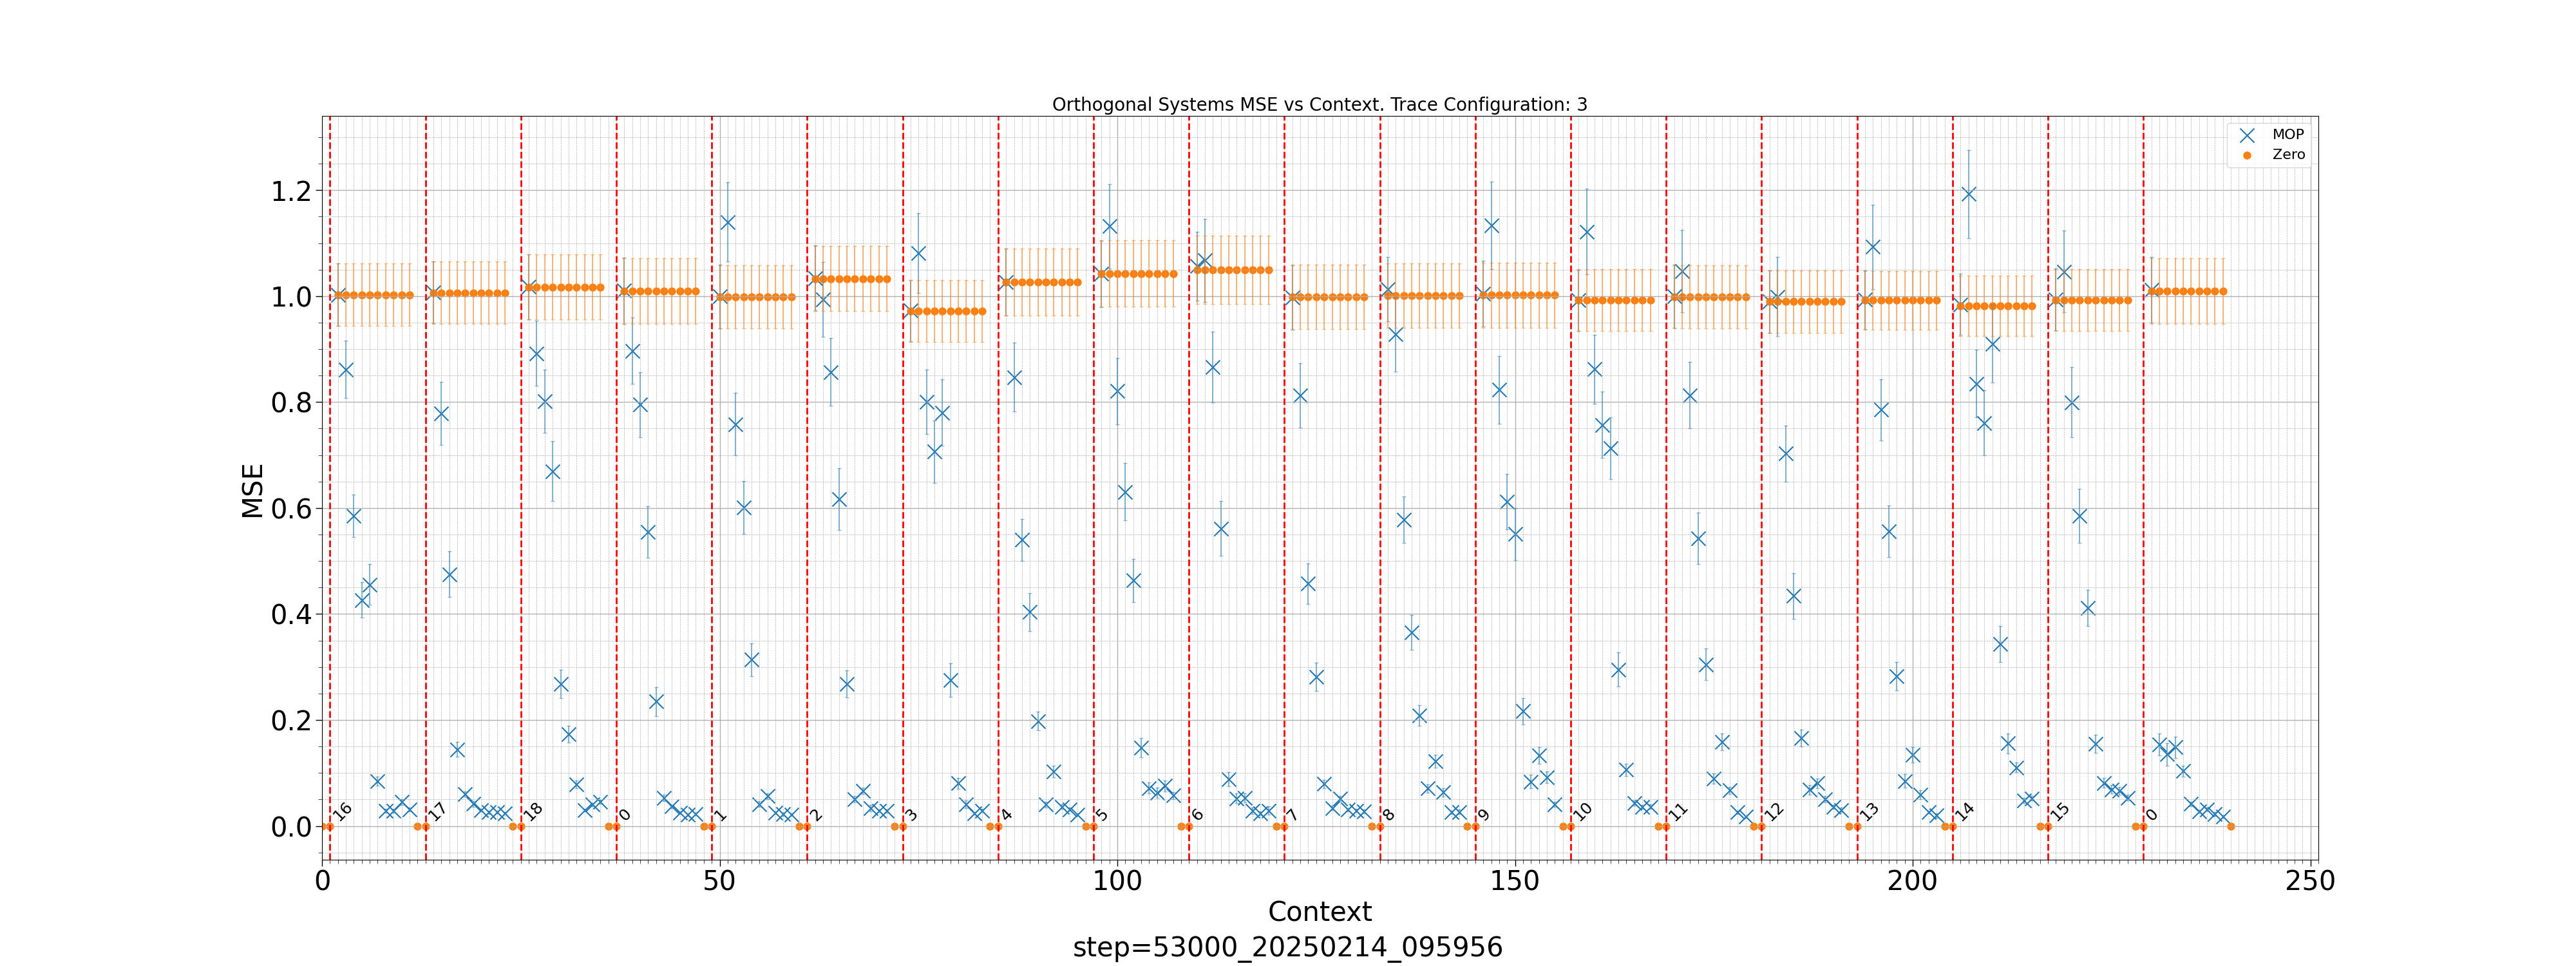 Orthogonal Systems MSE vs Context. Trace Configuration: 3
MOP
Zero
1.2
1.0
0.8
0.6
0.4
0.2
0.0
MSE
16 17 18 0 1 2 3 4 5 6 7 8 9 10 11 12 13 14 15 0
0 50 100 150 200 250
Context
step=53000_20250214_095956